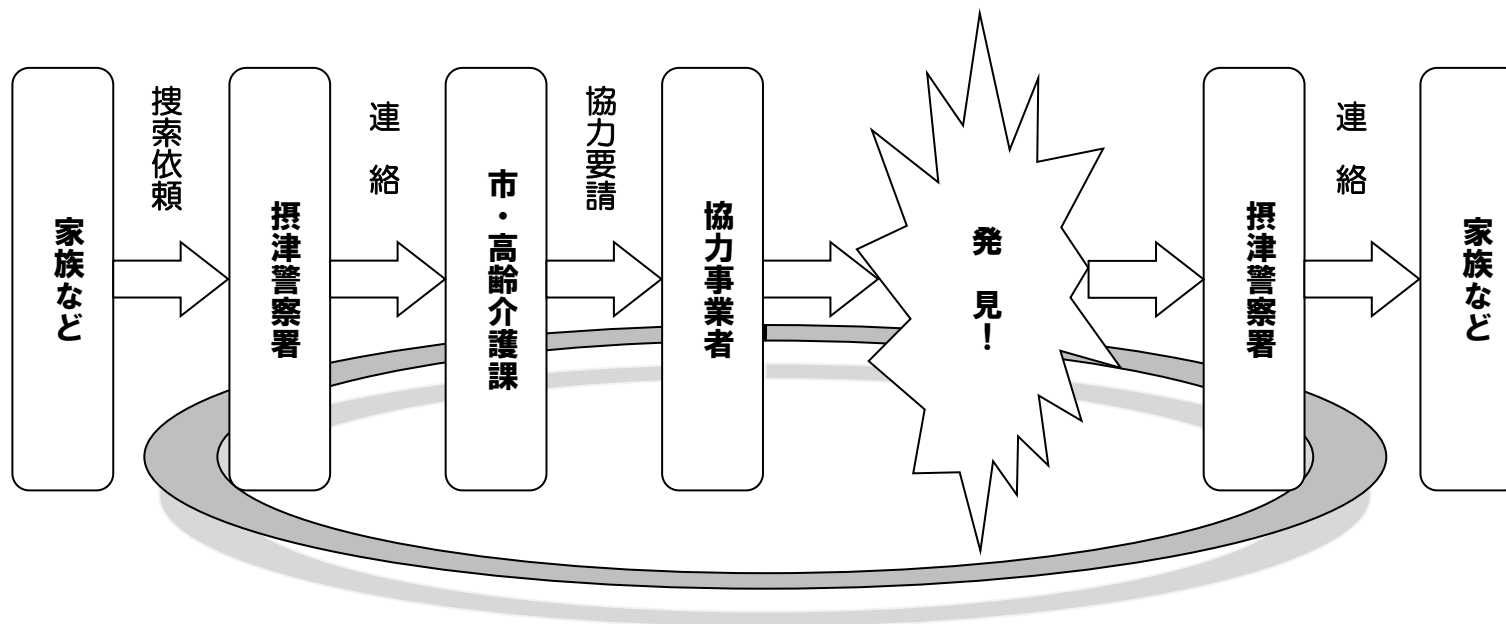 家族など
捜索依頼
摂津警察署
連絡
市・高齢介護課
協力要請
協力事業者
発見！
摂津警察署
連絡
家族など